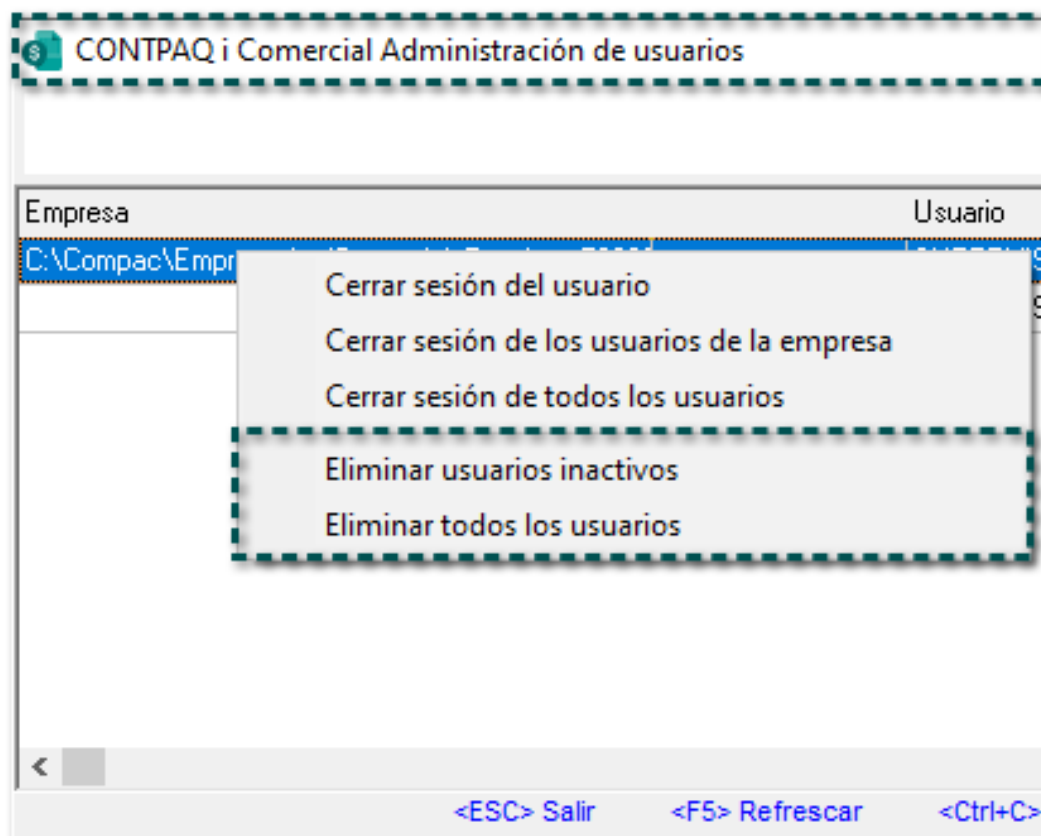 CONTPAQ i Comercial Administración de usuarios
Empresa Usuario
C:\Compac\Empr
Cerrar sesión del usuario
Cerrar sesión de los usuarios de la empresa
Cerrar sesión de todos los usuarios
Eliminar usuarios inactivos
Eliminar todos los usuarios
<ESC> Salir <F5> Refrescar <Ctrl+C>